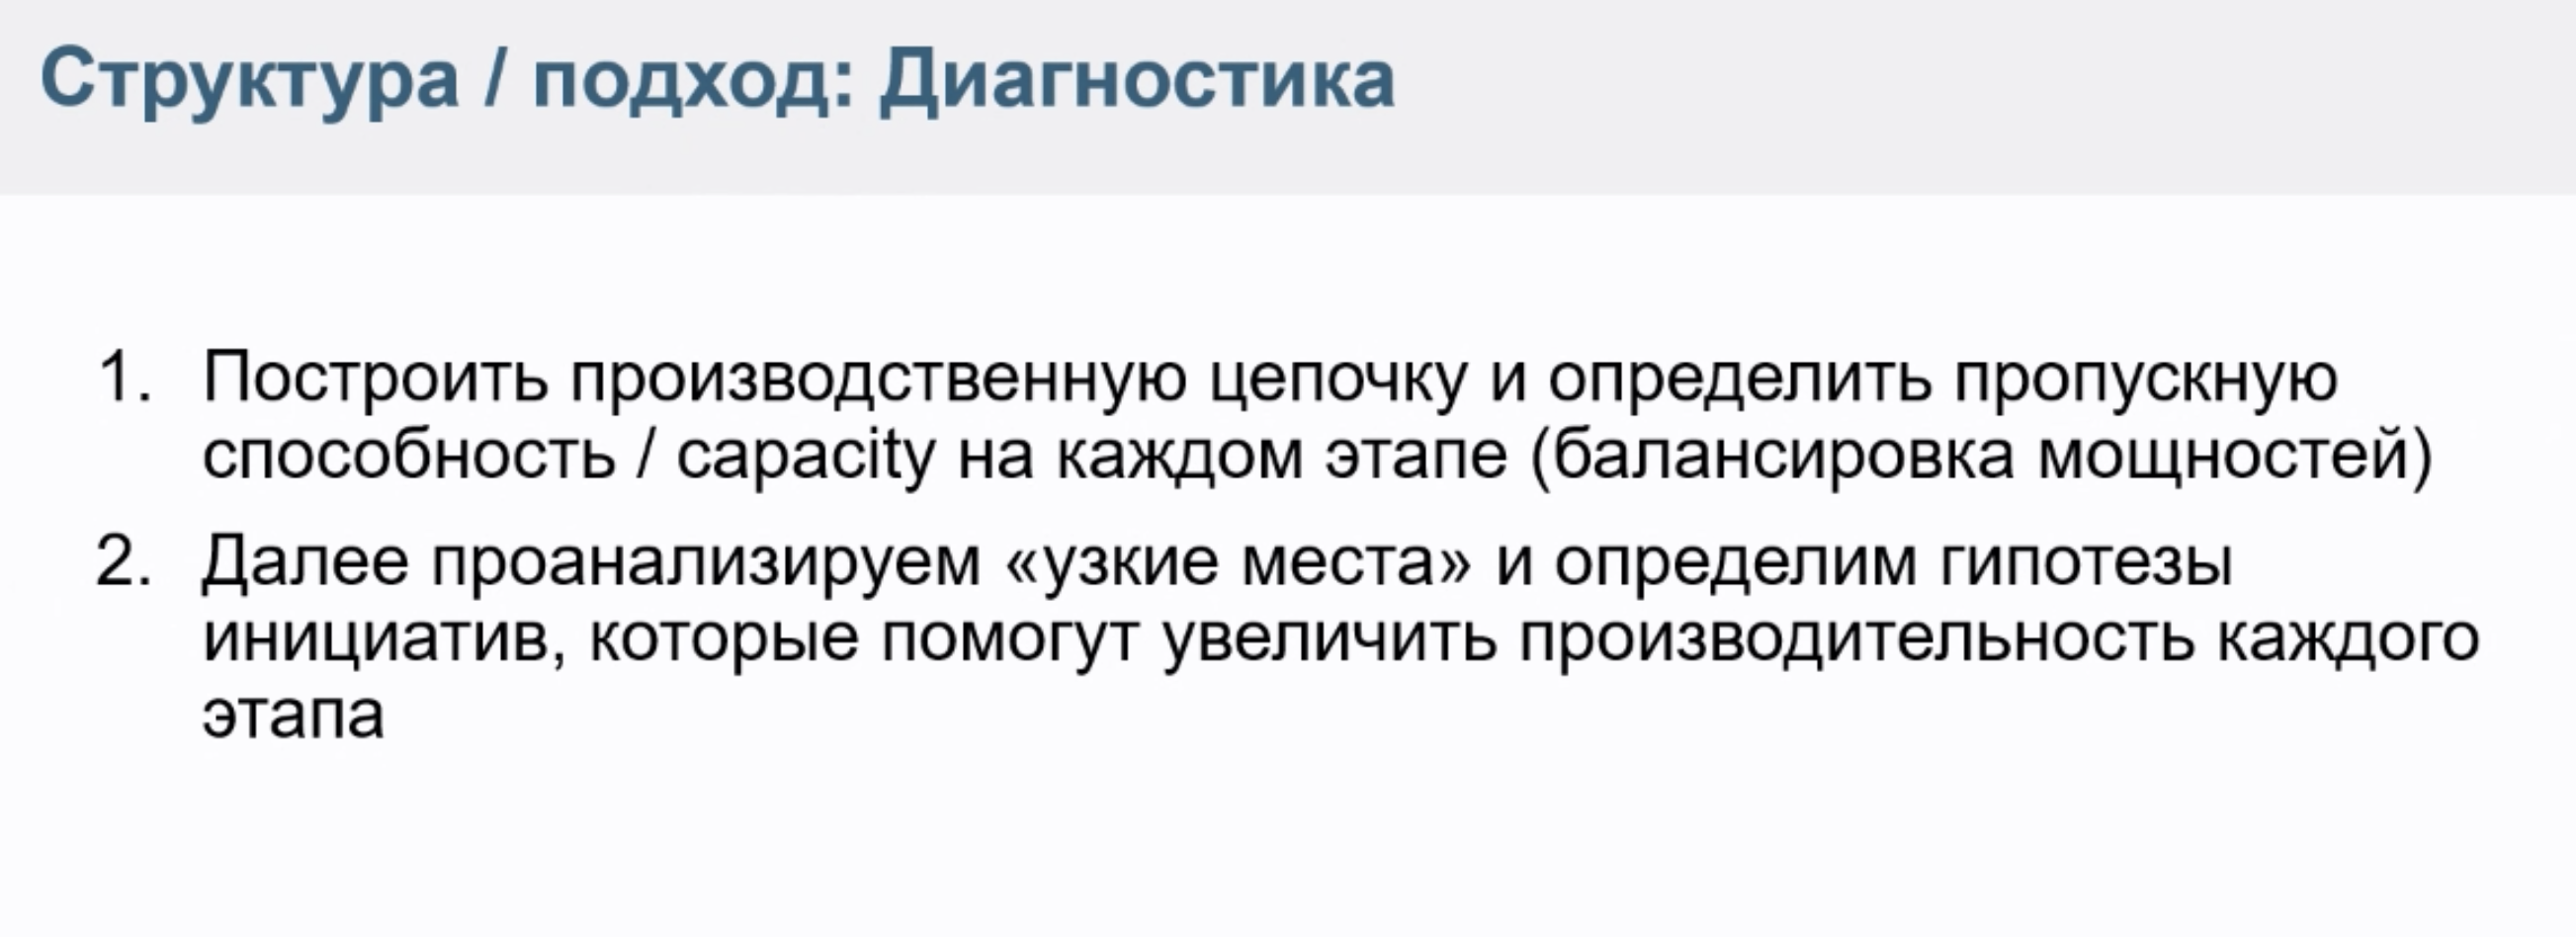 Структура / подход: Диагностика
1. Построить производственную цепочку и определить пропускную
способность / capacity на каждом этапе (балансировка мощностей)
2. Далее проанализируем «узкие места» и определим гипотезы
инициатив, которые помогут увеличить производительность каждого
этапа